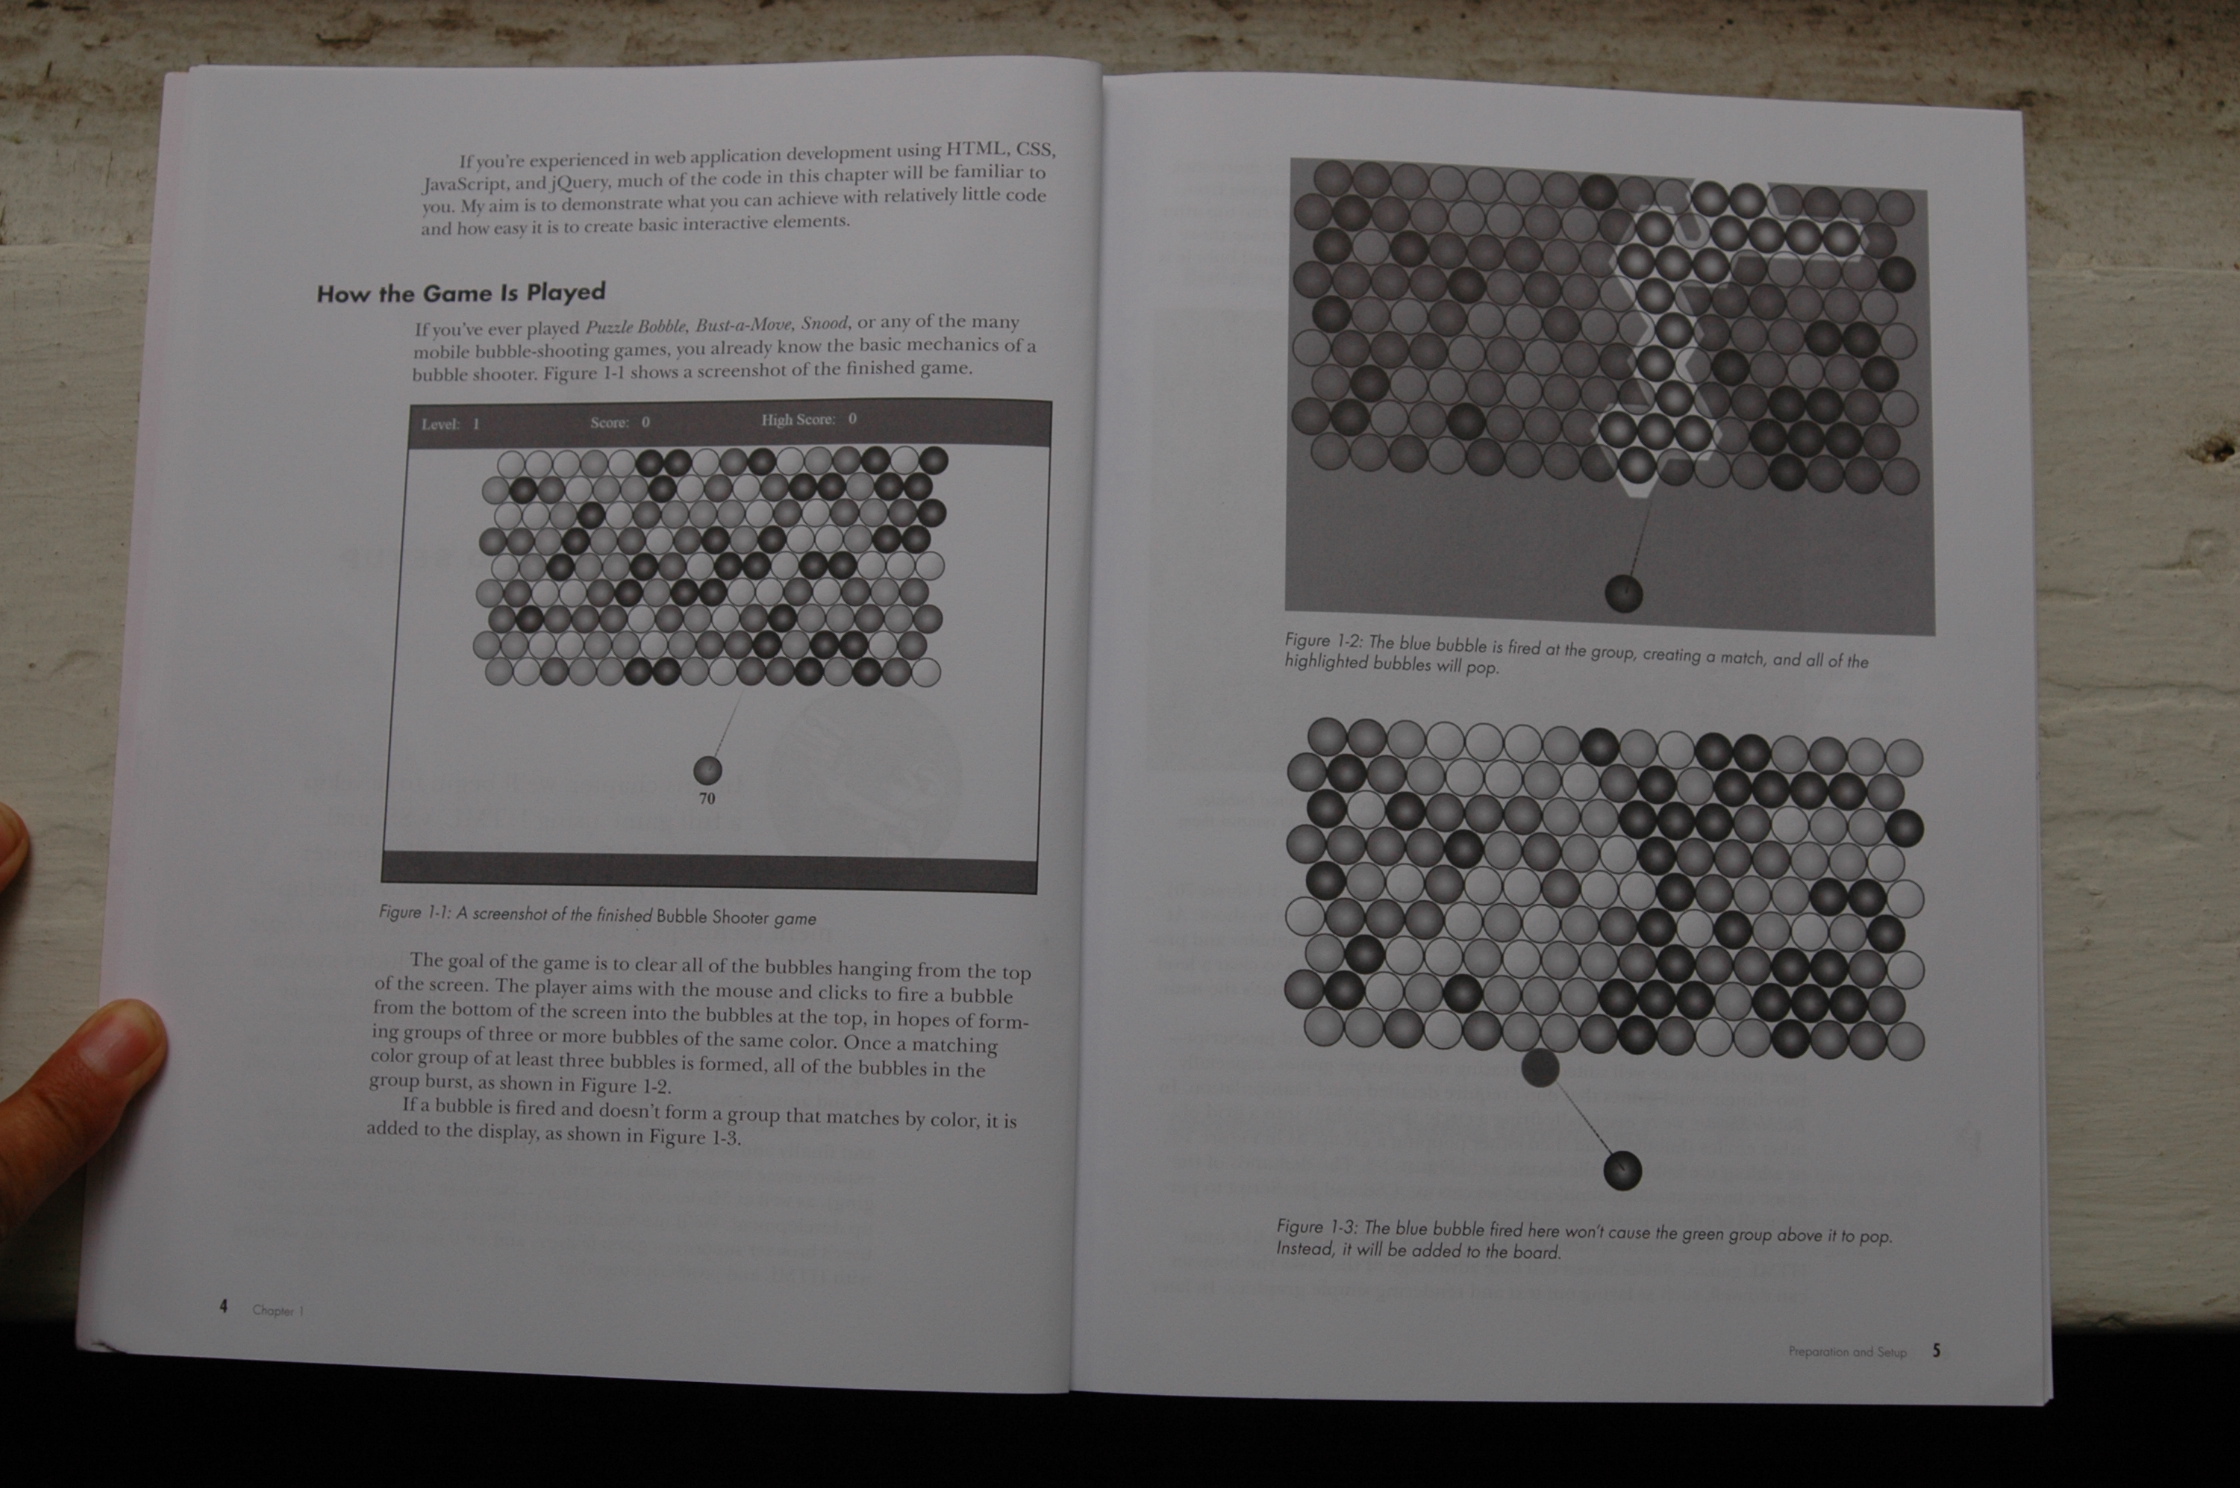 If you're experienced in web application development using HTML, CSS,
JavaScript, and jQuery, much of the code in this chapter will be familiar to
you. My aim is to demonstrate what you can achieve with relatively little code
and how easy it is to create basic interactive elements.
How the Game Is Played
If you've ever played Puzzle Bobble, Bust-a-Move, Snood, or any of the many
mobile bubble-shooting games, you already know the basic mechanics of a
bubble shooter. Figure 1-1 shows a screenshot of the finished game.
Level: 1 Score: 0 High Score: 0
70
Figure 1-1: A screenshot of the finished Bubble Shooter game
The goal of the game is to clear all of the bubbles hanging from the top
of the screen. The player aims with the mouse and clicks to fire a bubble
from the bottom of the screen into the bubbles at the top, in hopes of form-
ing groups of three or more bubbles of the same color. Once a matching
color group of at least three bubbles is formed, all of the bubbles in the
group burst, as shown in Figure 1-2.
If a bubble is fired and doesn't form a group that matches by color, it is
added to the display, as shown in Figure 1-3.
4 Chapter 1
Figure 1-2: The blue bubble is fired at the group, creating a match, and all of the
highlighted bubbles will pop.
Figure 1-3: The blue bubble fired here won't cause the green group above it to pop.
Instead, it will be added to the board.
Preparation and Setup 5